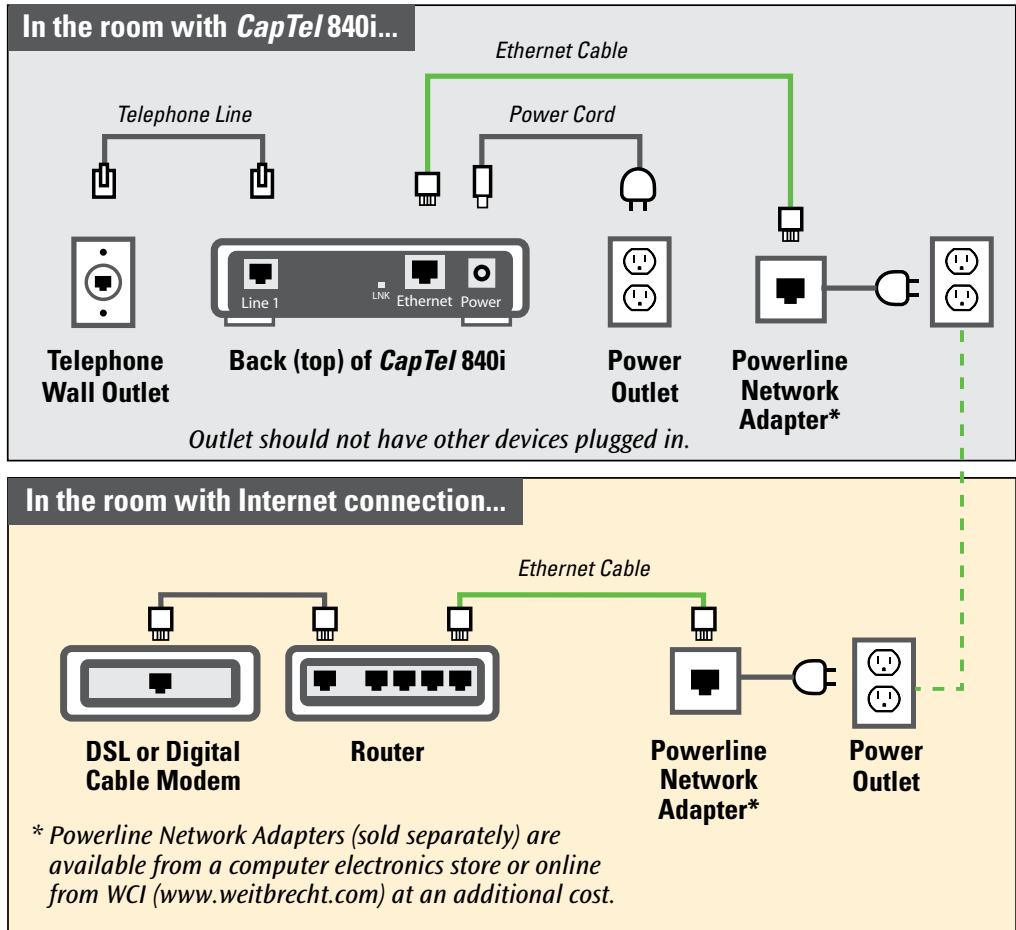 In the room with CapTel 840i...
Ethernet Cable
Telephone Line
Power Cord
Line 1
LNK
Ethernet
Power
Telephone
Wall Outlet
Back (top) of CapTel 840i
Power
Outlet
Powerline
Network
Adapter*
Outlet should not have other devices plugged in.
In the room with Internet connection...
Ethernet Cable
DSL or Digital
Cable Modem
Router
Powerline
Network
Adapter*
Power
Outlet
* Powerline Network Adapters (sold separately) are
available from a computer electronics store or online
from WCI (www.weitbrecht.com) at an additional cost.